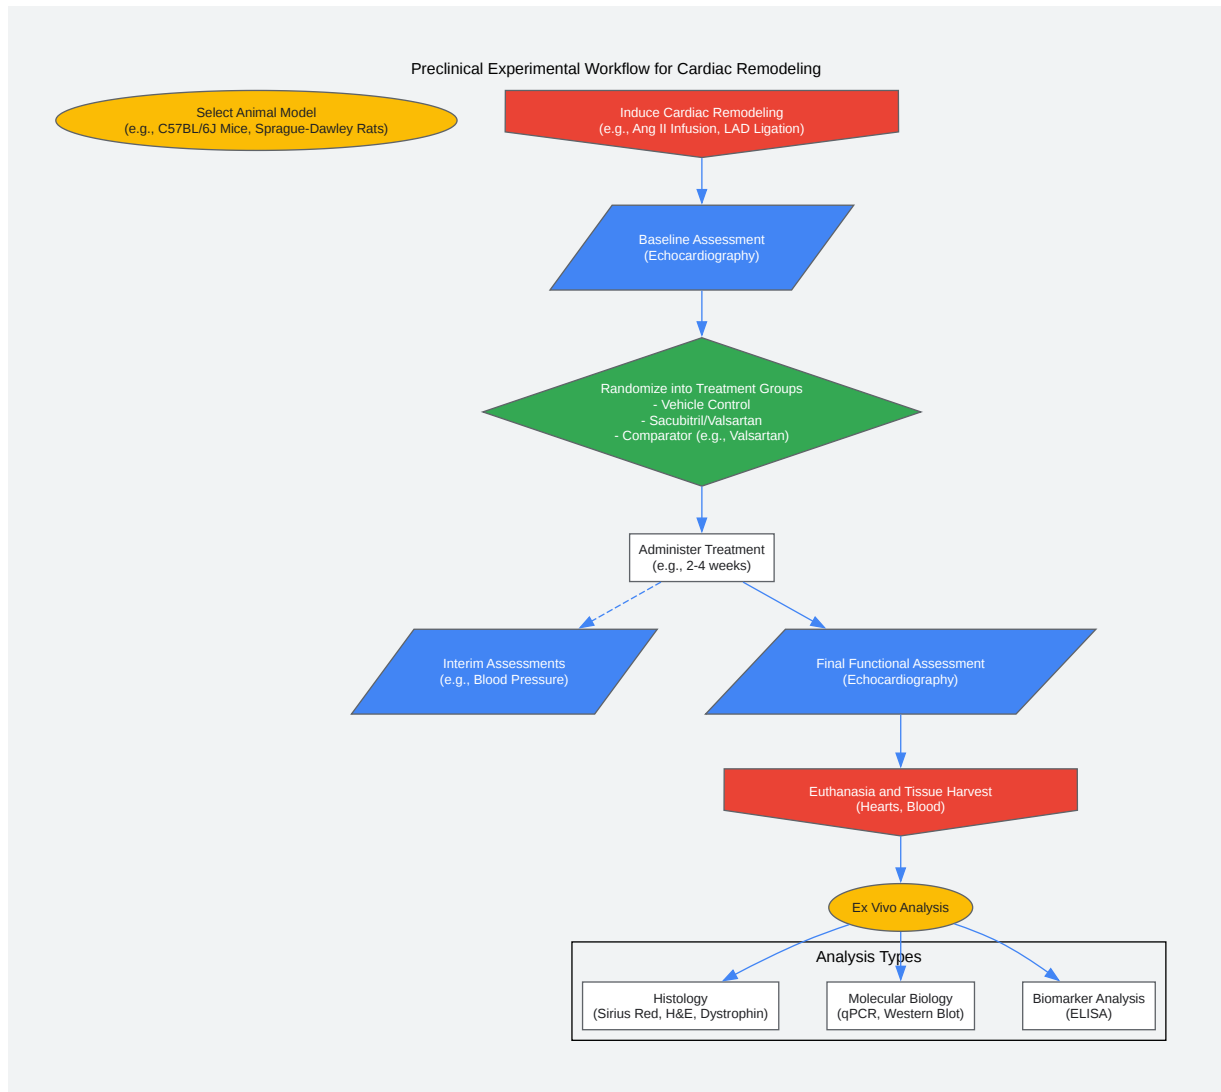 Preclinical Experimental Workflow for Cardiac Remodeling
Select Animal Model
(e.g., C57BL/6J Mice, Sprague-Dawley Rats)
Induce Cardiac Remodeling
(e.g., Ang II Infusion, LAD Ligation)
Baseline Assessment
(Echocardiography)
Randomize into Treatment Groups
- Vehicle Control
- Sacubitril/Valsartan
- Comparator (e.g., Valsartan)
Administer Treatment
(e.g., 2-4 weeks)
Interim Assessments
(e.g., Blood Pressure)
Final Functional Assessment
(Echocardiography)
Euthanasia and Tissue Harvest
(Hearts, Blood)
Ex Vivo Analysis
Analysis Types
Histology
(Sirius Red, H&E, Dystrophin)
Molecular Biology
(qPCR, Western Blot)
Biomarker Analysis
(ELISA)